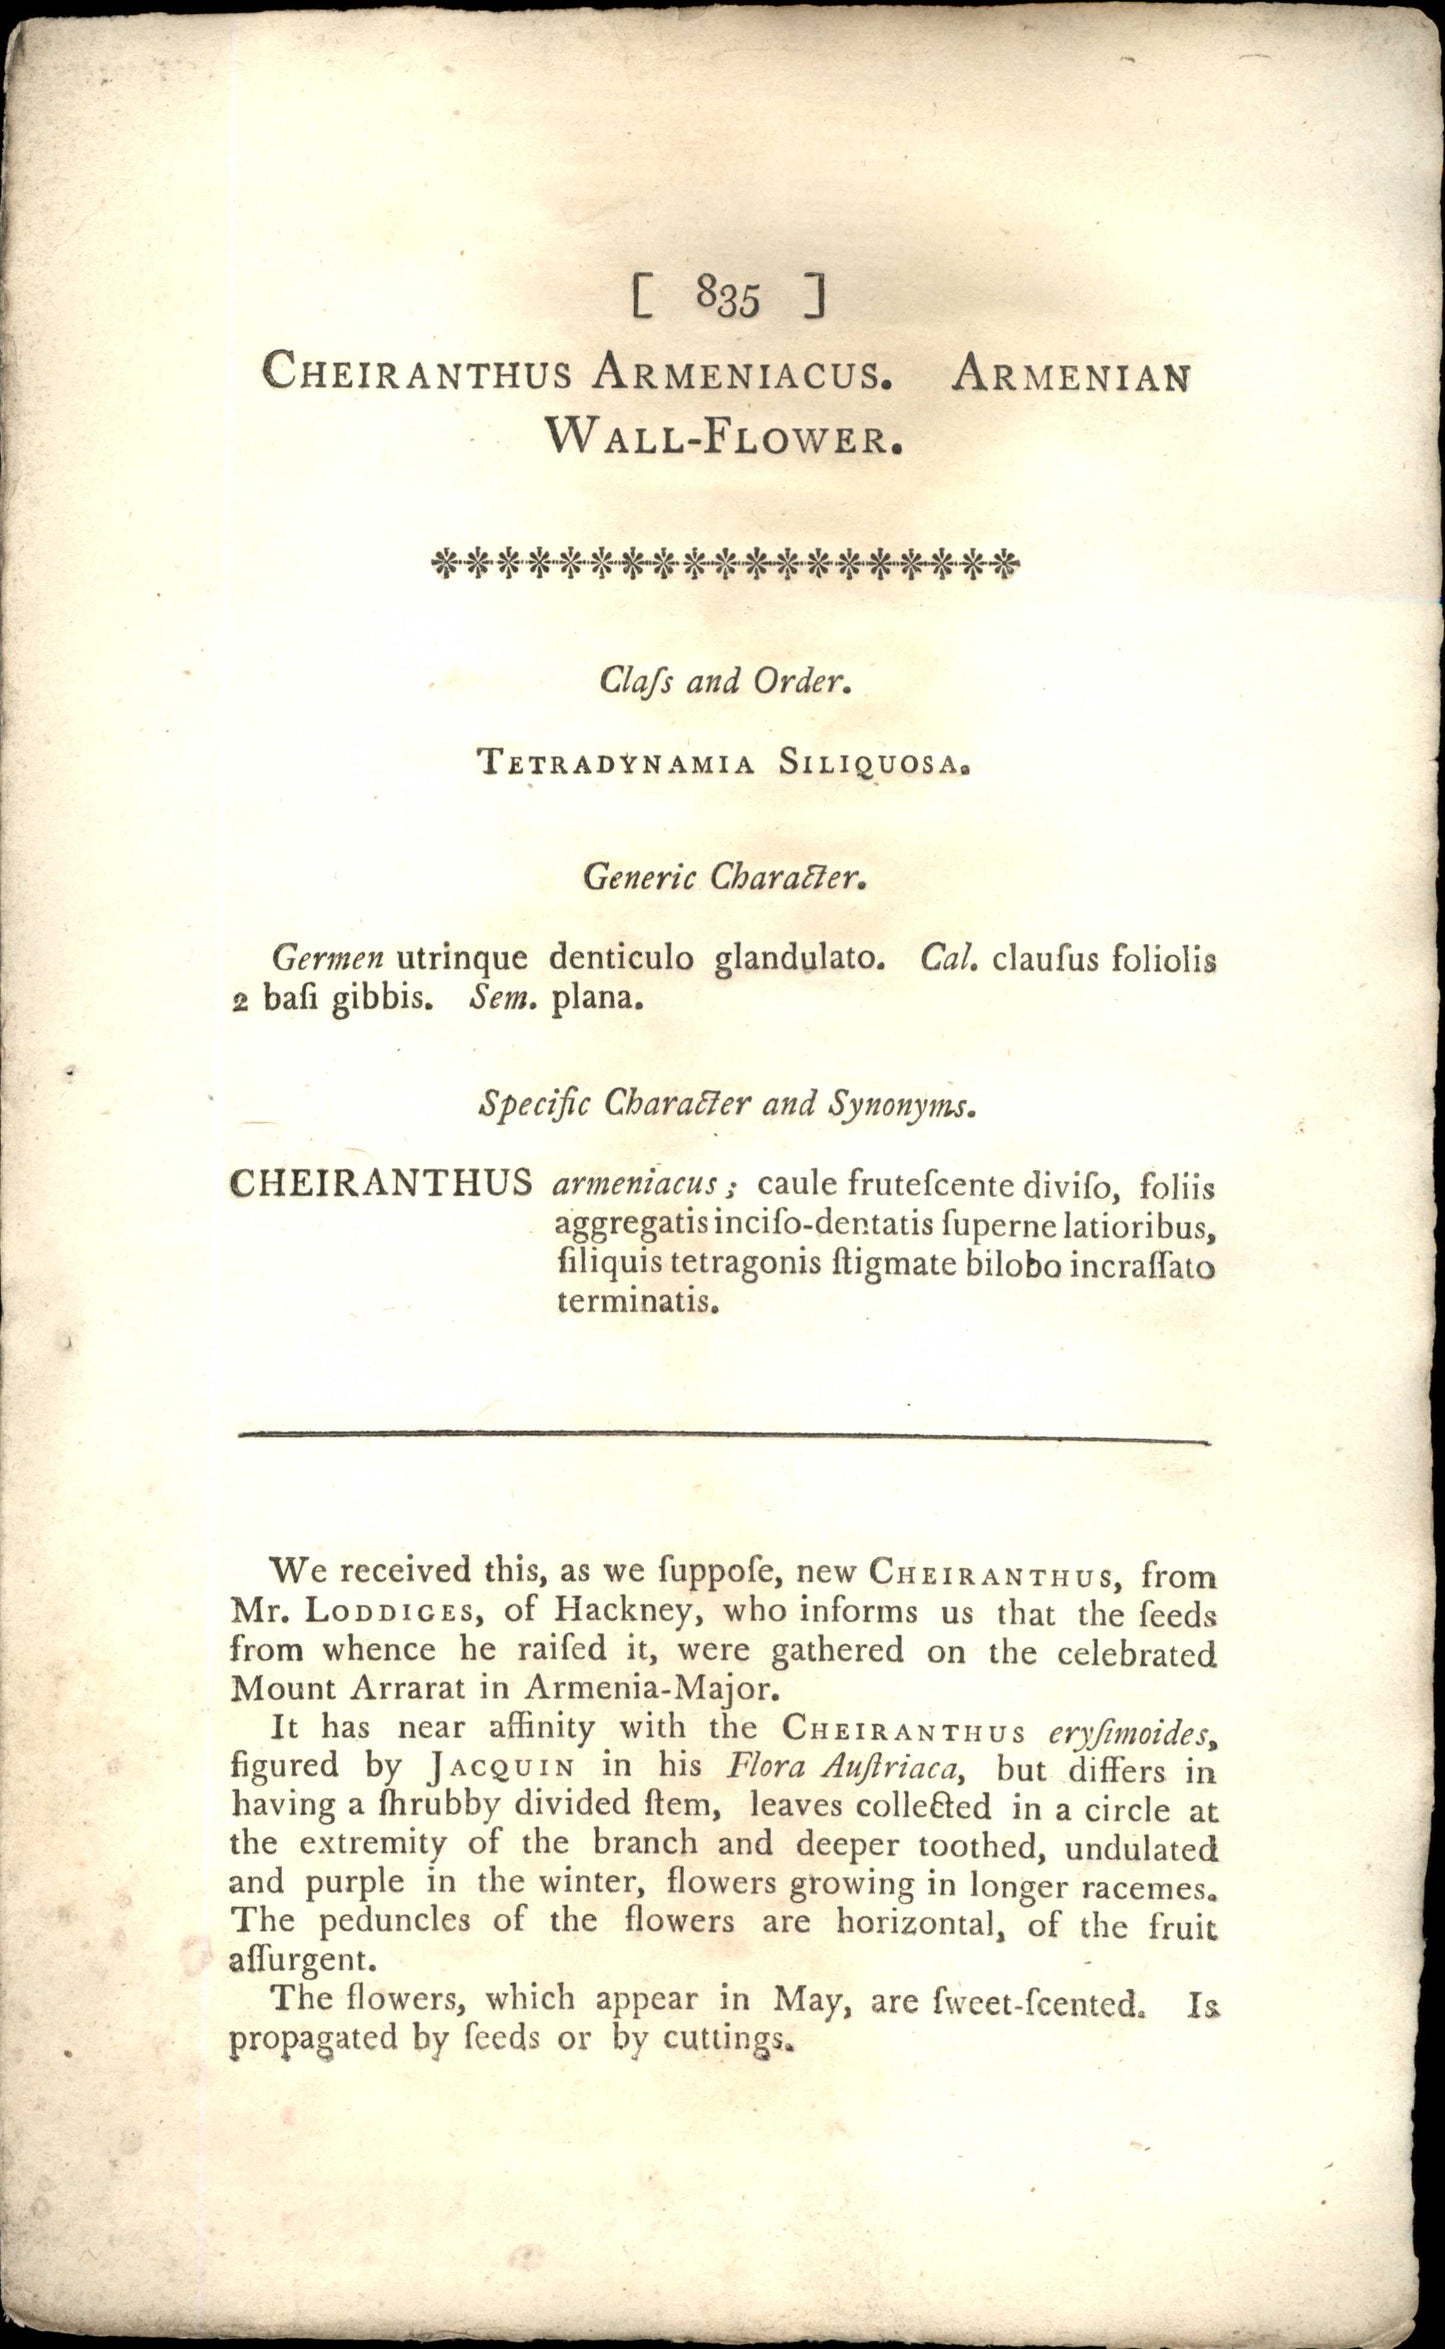 [ 835 ]
CHEIRANTHUS ARMENIACUS. ARMENIAN
WALL-FLOWER.
Claſs and Order.
TETRADYNAMIA SILIQUOSA.
Generic Character.
Germen utrinque denticulo glandulato. Cal. clauſus foliolis
2 baſi gibbis. Sem. plana.
Specific Character and Synonyms.
CHEIRANTHUS armeniacus; caule fruteſcente diviſo, foliis
aggregatis inciſo-dentatis ſuperne latioribus,
ſiliquis tetragonis ſtigmate bilobo incraſſato
terminatis.
We received this, as we ſuppoſe, new CHEIRANTHUS, from
Mr. LODDIGES, of Hackney, who informs us that the ſeeds
from whence he raiſed it, were gathered on the celebrated
Mount Arrarat in Armenia-Major.
It has near affinity with the CHEIRANTHUS eryſimoides,
figured by JACQUIN in his Flora Auſtriaca, but differs in
having a ſhrubby divided ſtem, leaves collected in a circle at
the extremity of the branch and deeper toothed, undulated
and purple in the winter, flowers growing in longer racemes.
The peduncles of the flowers are horizontal, of the fruit
aſſurgent.
The flowers, which appear in May, are ſweet-ſcented. Is
propagated by ſeeds or by cuttings.